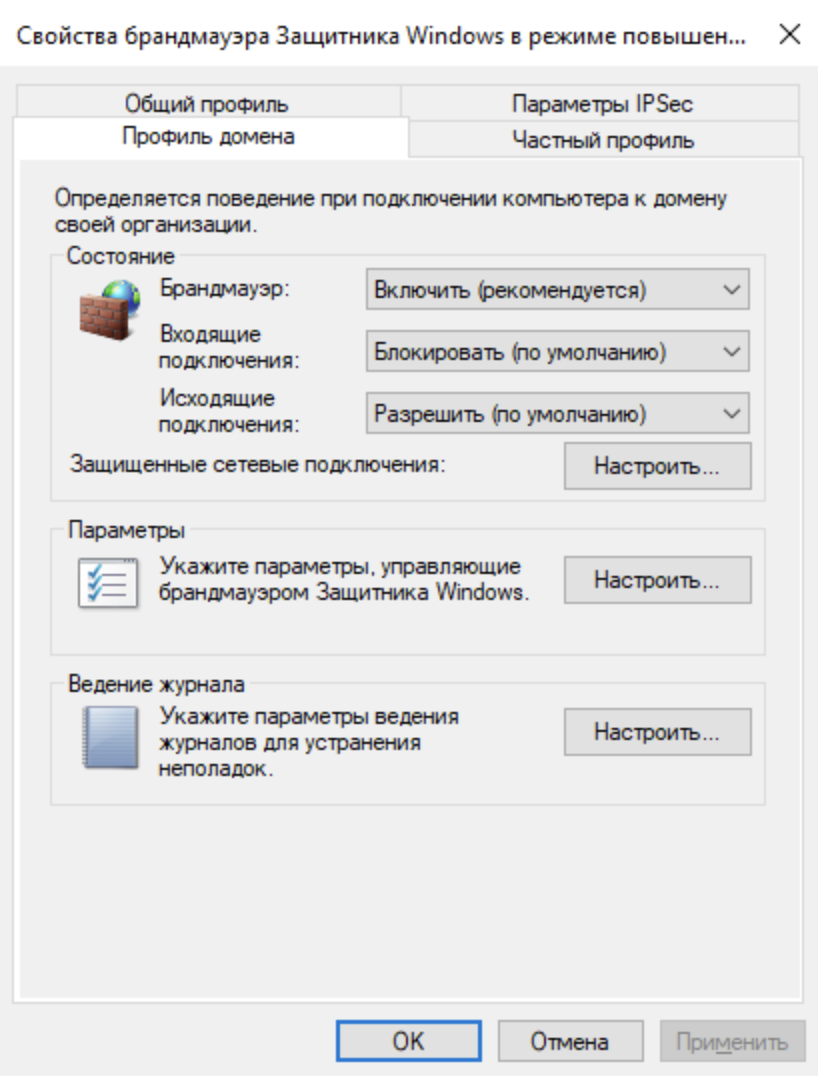 Свойства брандмауэра Защитника Windows в режиме повышен...
Общий профиль
Параметры IPSec
Профиль домена
Частный профиль
Определяется поведение при подключении компьютера к домену
своей организации.
Состояние
Брандмауэр:
Включить (рекомендуется)
Входящие
подключения:
Блокировать (по умолчанию)
Исходящие
подключения:
Разрешить (по умолчанию)
Защищенные сетевые подключения:
Настроить...
Параметры
Укажите параметры, управляющие
брандмауэром Защитника Windows.
Настроить...
Ведение журнала
Укажите параметры ведения
журналов для устранения
неполадок.
Настроить...
OK
Отмена
Применить